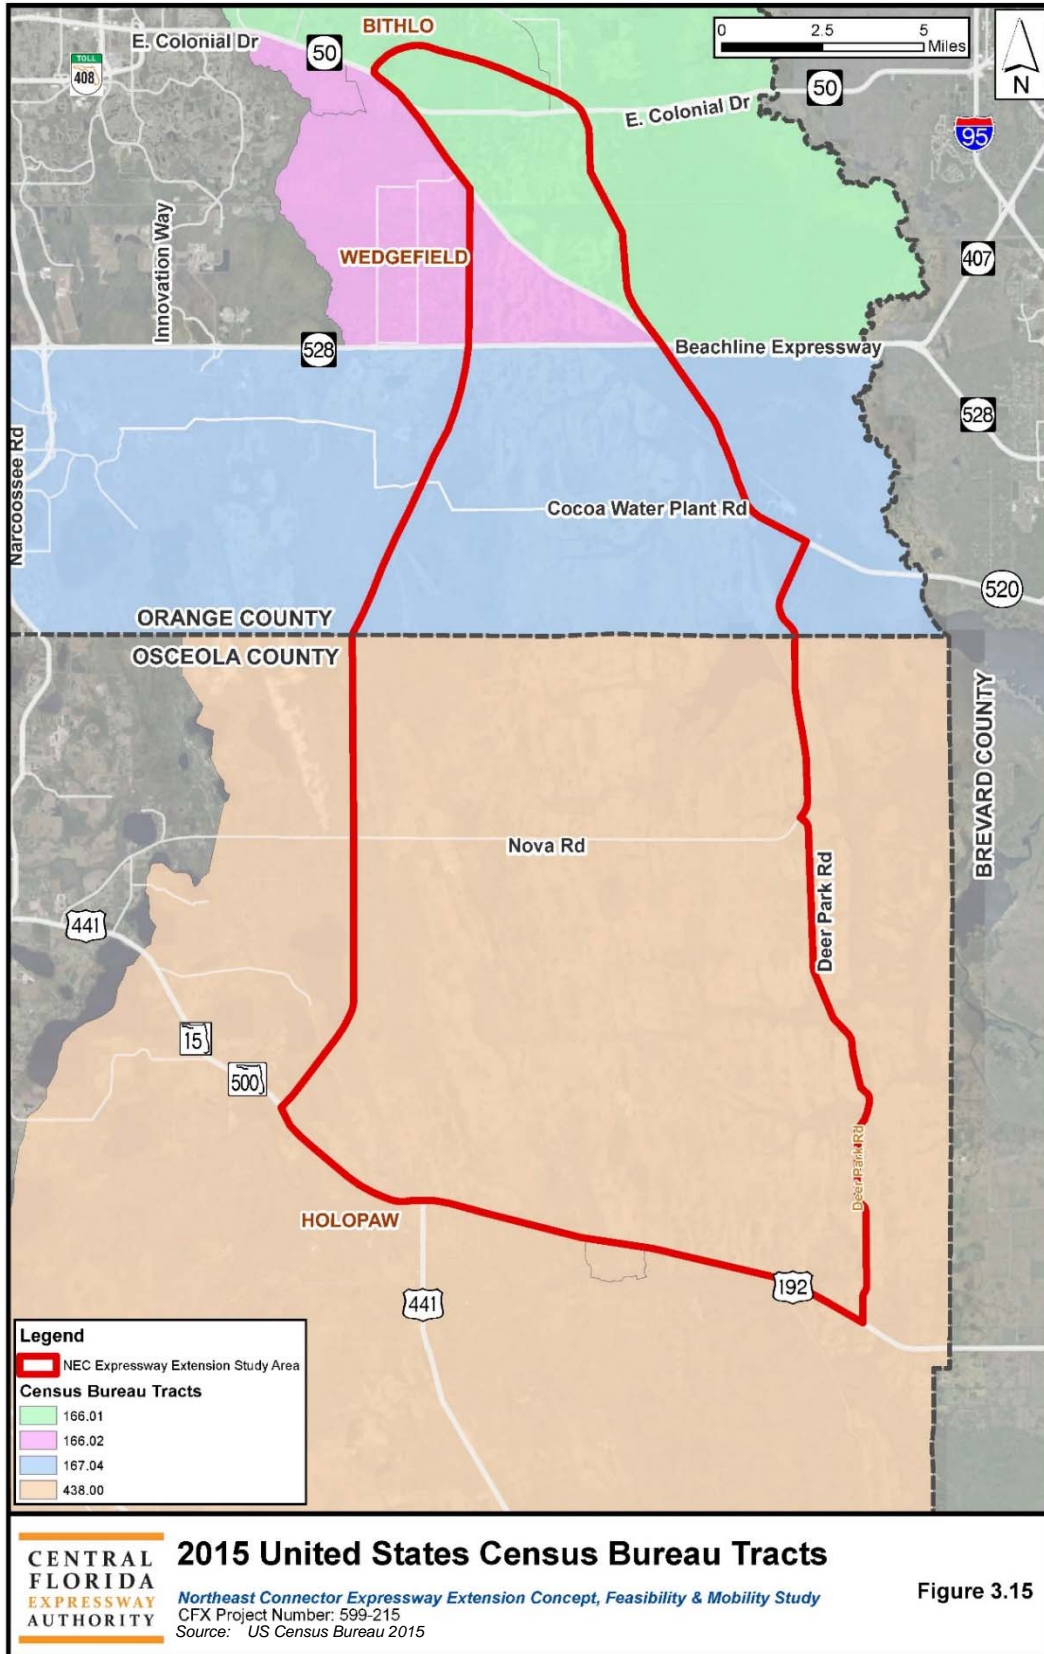 BITHLO
E. Colonial Dr
50
TOLL
408
0 2.5 5
Miles
N
50
E. Colonial Dr
95
Innovation Way
WEDGEFIELD
407
528
Beachline Expressway
528
Narcoossee Rd
Cocoa Water Plant Rd
520
ORANGE COUNTY
OSCEOLA COUNTY
BREVARD COUNTY
Nova Rd
Deer Park Rd
441
15
500
Deer Park Rd
HOLOPAW
441
192
Legend
NEC Expressway Extension Study Area
Census Bureau Tracts
166.01
166.02
167.04
438.00
CENTRAL
FLORIDA
EXPRESSWAY
AUTHORITY
2015 United States Census Bureau Tracts
Northeast Connector Expressway Extension Concept, Feasibility & Mobility Study
CFX Project Number: 599-215
Source: US Census Bureau 2015
Figure 3.15